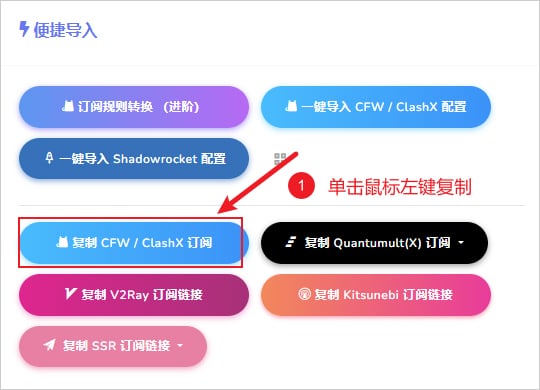 便捷导入
订阅规则转换 (进阶)
一键导入 CFW / ClashX 配置
一键导入 Shadowrocket 配置
1 单击鼠标左键复制
复制 CFW / ClashX 订阅
复制 Quantumult(X) 订阅
复制 V2Ray 订阅链接
复制 Kitsunebi 订阅链接
复制 SSR 订阅链接